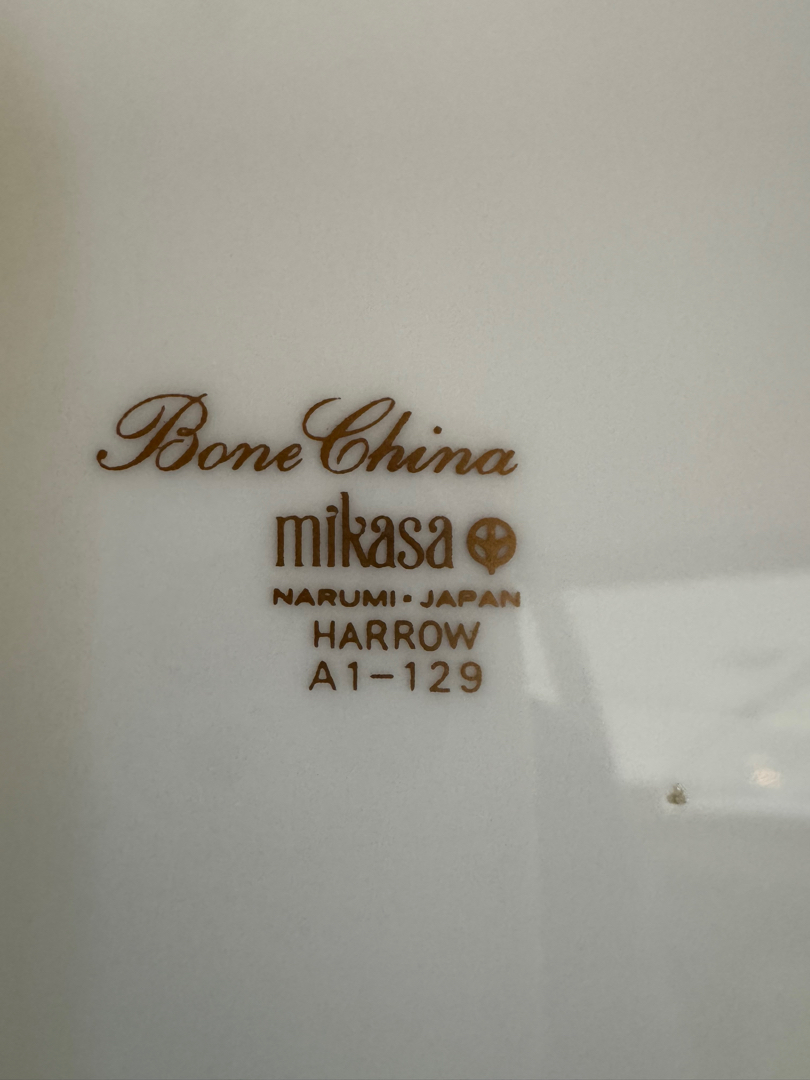 Bone China
mikasa
NARUMI • JAPAN
HARROW
A1-129